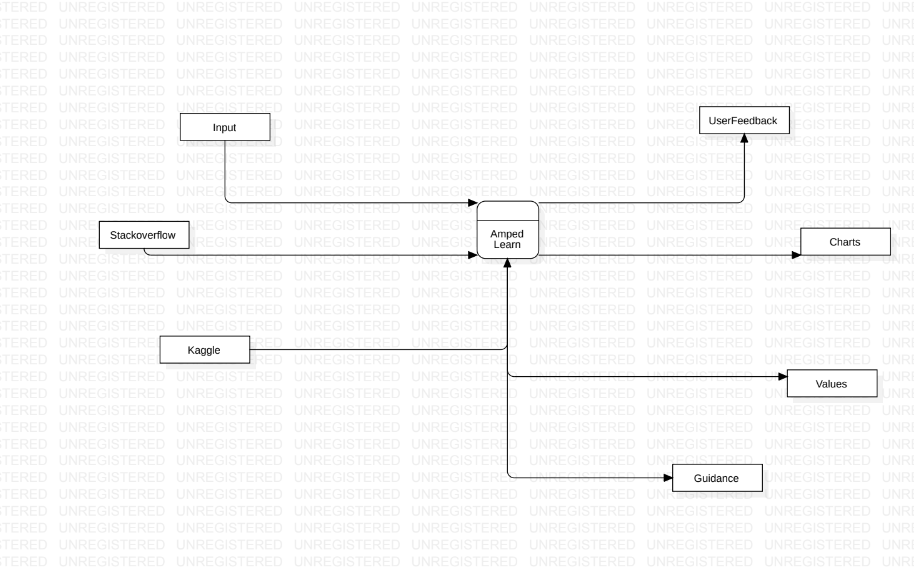 Input
UserFeedback
Stackoverflow
Amped
Learn
Charts
Kaggle
Values
Guidance
UNREGISTERED